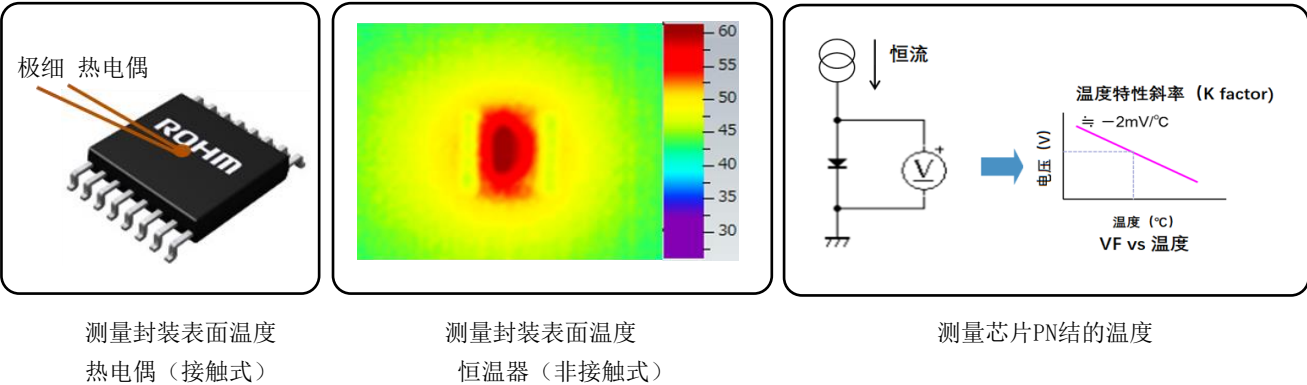 极细 热电偶
ROHM
60
55
50
45
40
35
30
恒流
V
+
温度特性斜率（K factor)
≒ −2mV/℃
电压（V）
温度（℃）
VF vs 温度
测量封装表面温度
热电偶（接触式）
测量封装表面温度
恒温器（非接触式）
测量芯片PN结的温度